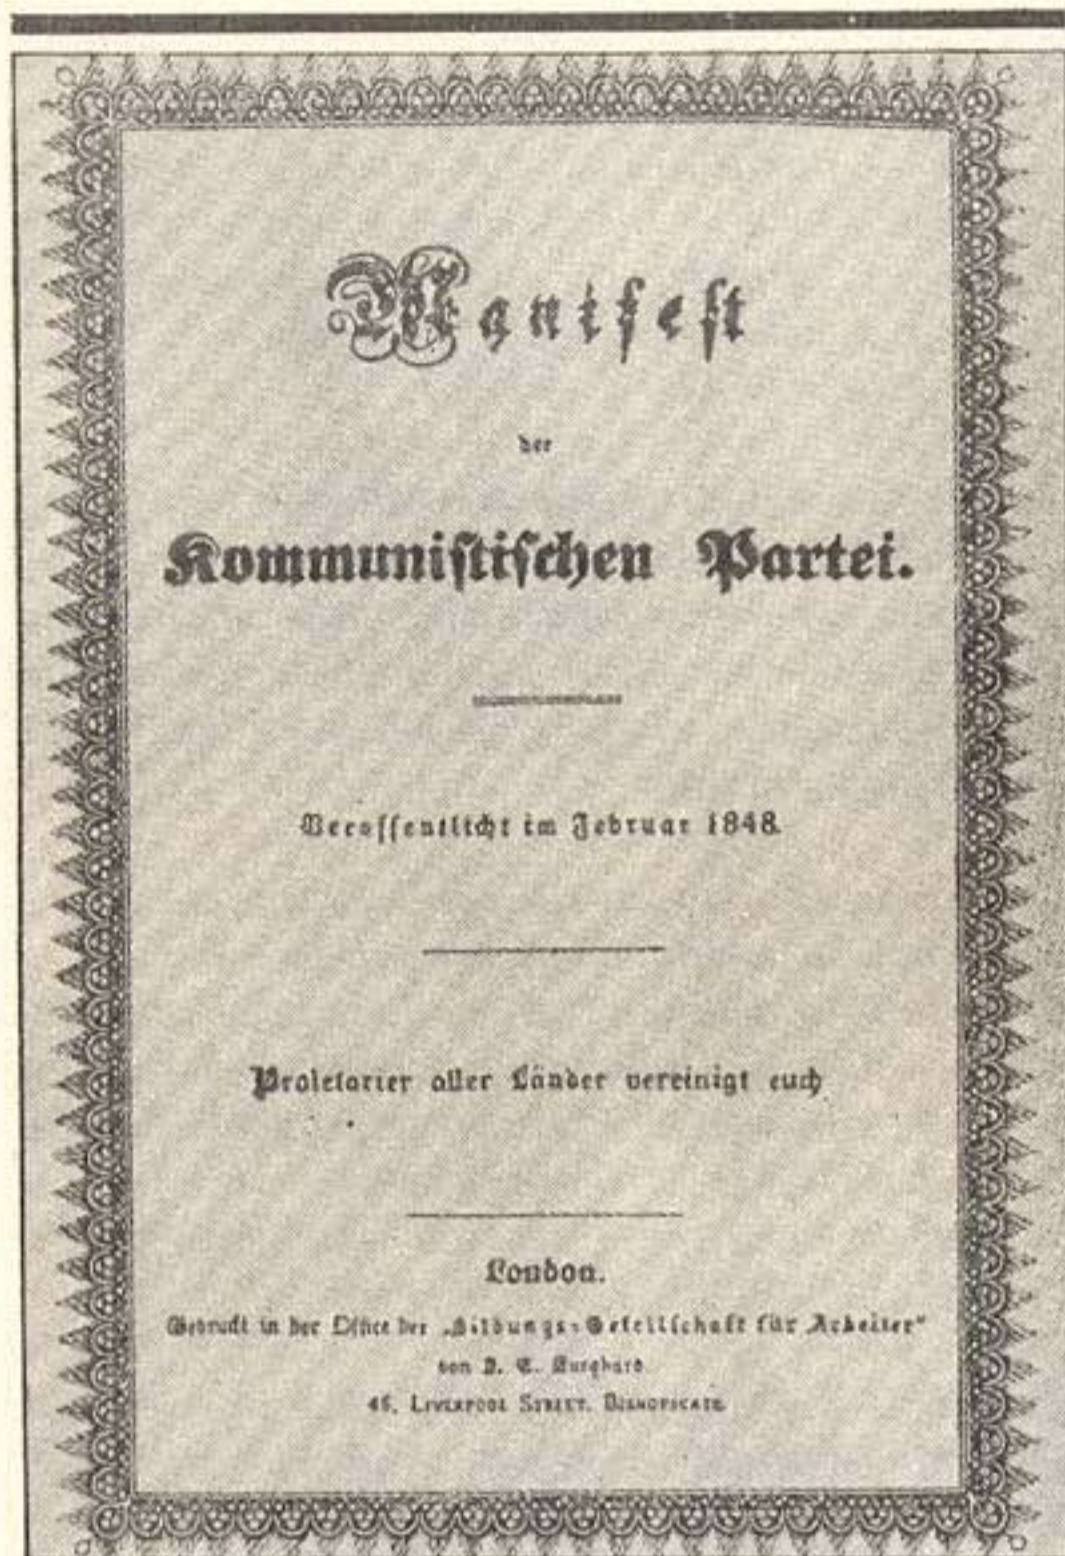 Manifest
der
Kommunistischen Partei.
Veröffentlicht im Februar 1848.
Proletarier aller Länder vereinigt euch
London.
Gedruckt in der Office der „Bildungs-Gesellschaft für Arbeiter“
von J. E. Burghard.
46, LIVERPOOL STREET, BISHOPSGATE.